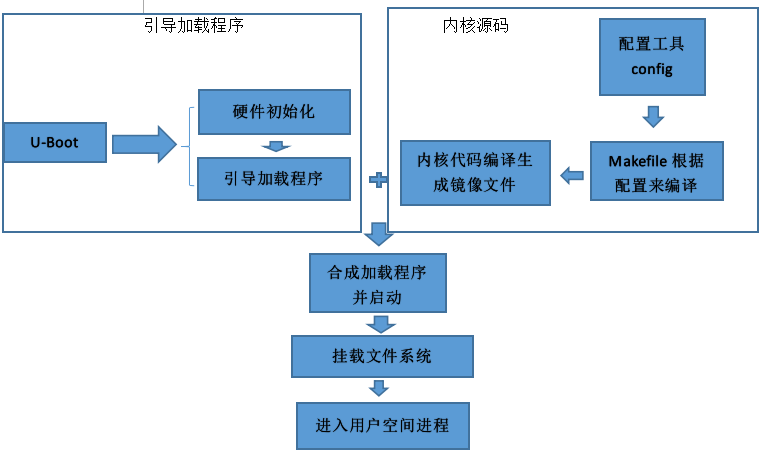 引导加载程序
U-Boot
硬件初始化
引导加载程序
内核源码
配置工具
config
Makefile 根据
配置来编译
内核代码编译生
成镜像文件
合成加载程序
并启动
挂载文件系统
进入用户空间进程